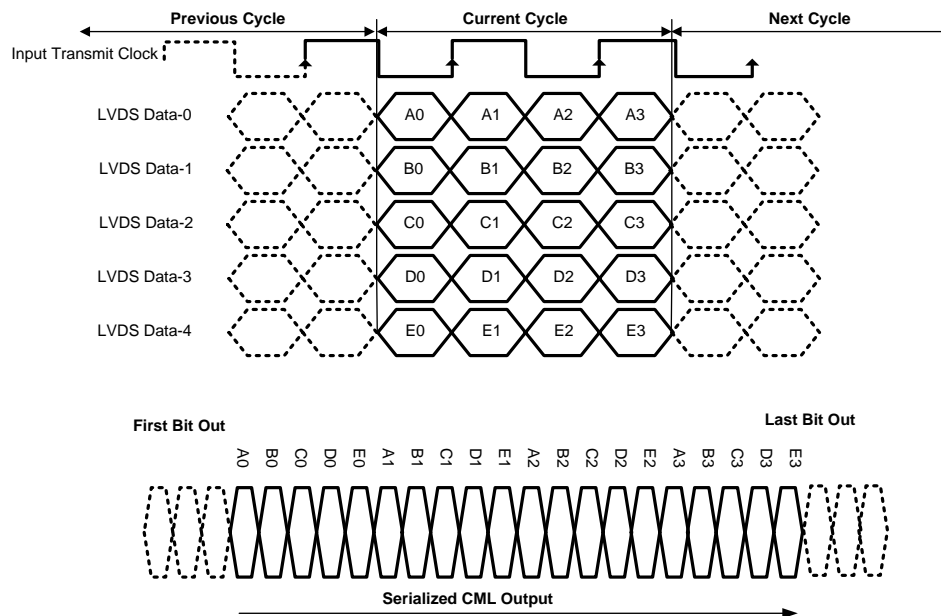 Previous Cycle Current Cycle Next Cycle
Input Transmit Clock
LVDS Data-0 A0 A1 A2 A3
LVDS Data-1 B0 B1 B2 B3
LVDS Data-2 C0 C1 C2 C3
LVDS Data-3 D0 D1 D2 D3
LVDS Data-4 E0 E1 E2 E3
First Bit Out Last Bit Out
A0 B0 C0 D0 E0 A1 B1 C1 D1 E1 A2 B2 C2 D2 E2 A3 B3 C3 D3 E3
Serialized CML Output